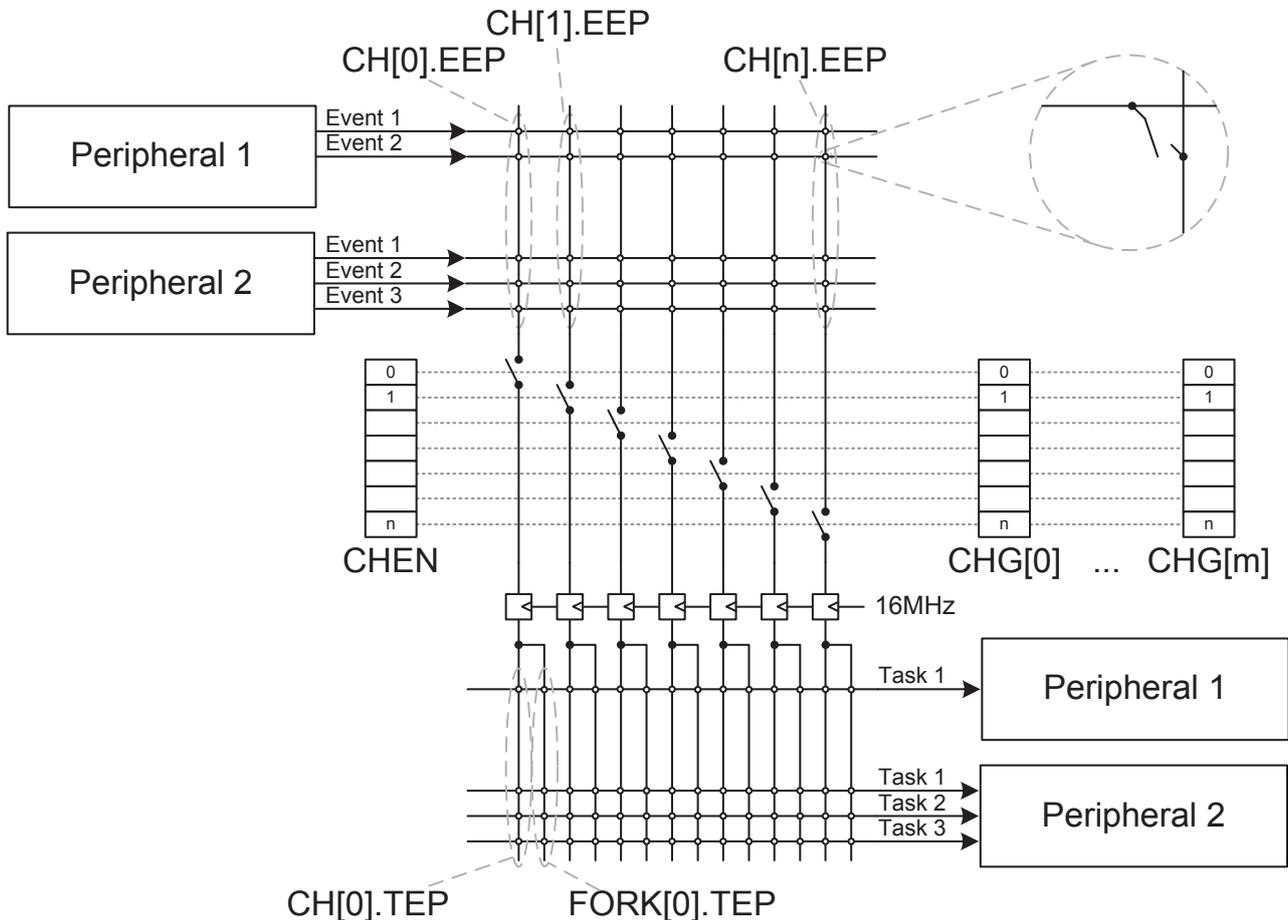 CH[1].EEP
CH[0].EEP
CH[n].EEP
Peripheral 1
Event 1
Event 2
Peripheral 2
Event 1
Event 2
Event 3
0
1
n
CHEN
0
1
n
CHG[0]
...
0
1
n
CHG[m]
16MHz
Task 1
Peripheral 1
Task 1
Task 2
Task 3
Peripheral 2
CH[0].TEP
FORK[0].TEP